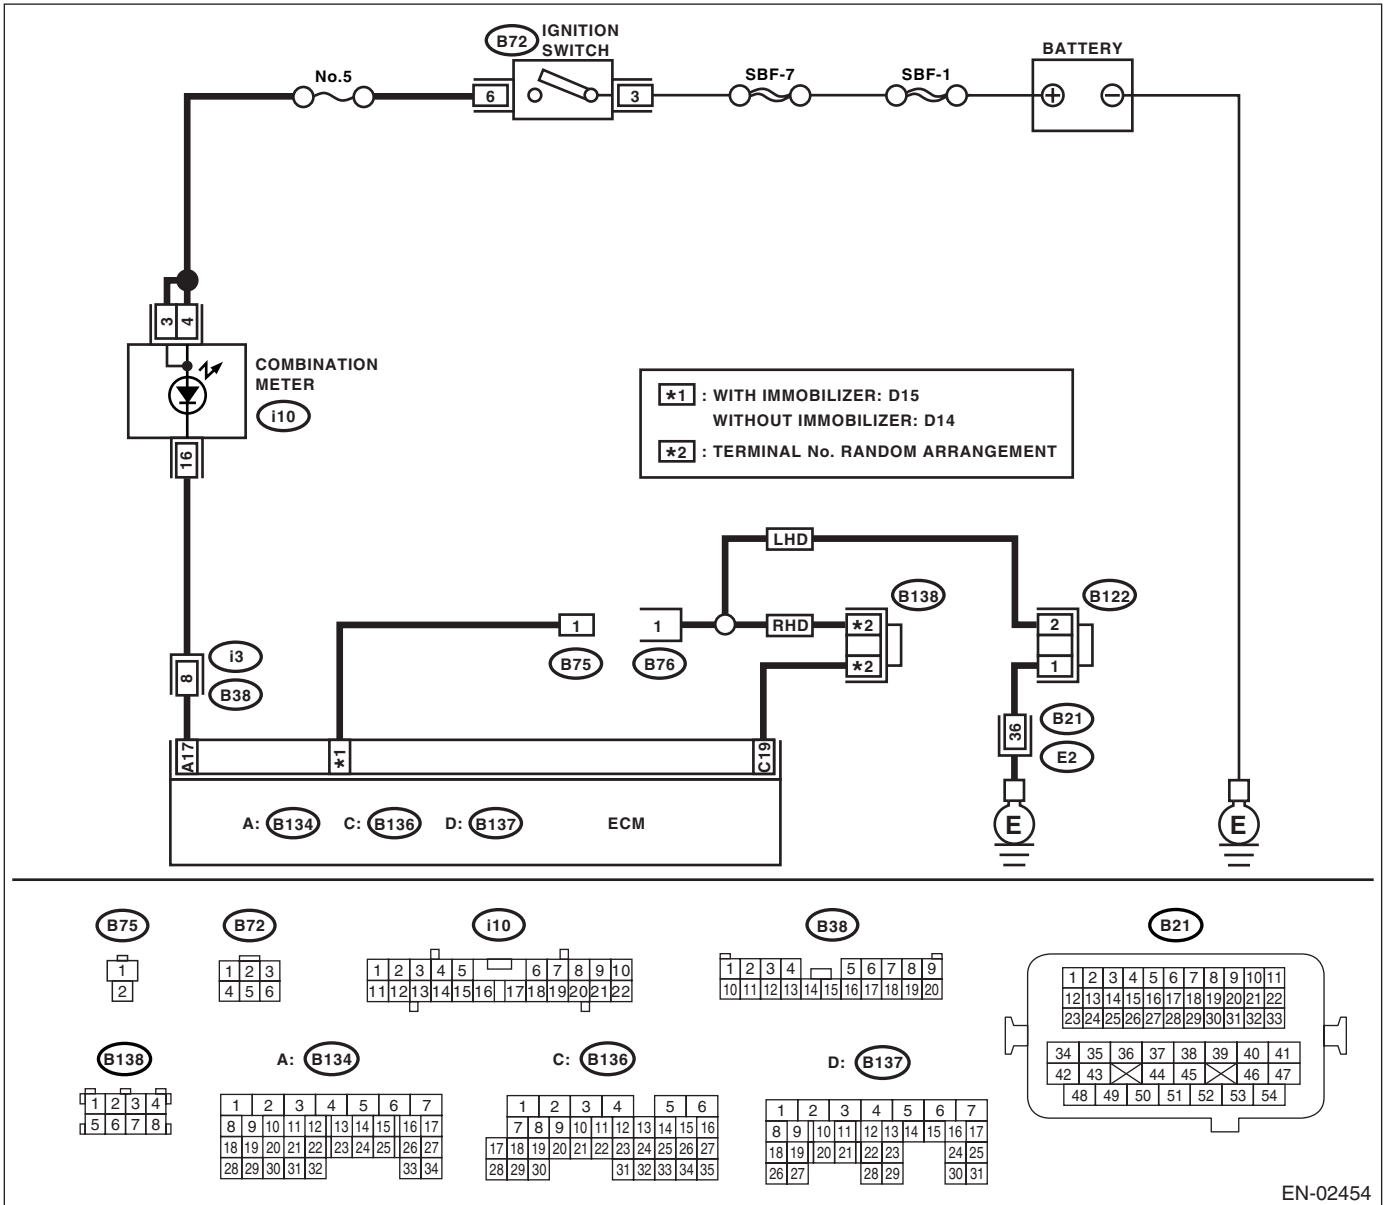 B72 IGNITION
SWITCH
BATTERY
No.5
6
3
SBF-7
SBF-1
+
−
3
4
COMBINATION
METER
i10
16
*1 : WITH IMMOBILIZER: D15
WITHOUT IMMOBILIZER: D14
*2 : TERMINAL No. RANDOM ARRANGEMENT
LHD
B138
B122
1
1
RHD
*2
2
B75
B76
*2
1
i3
8
B38
B21
36
E2
A17
*1
C19
A: B134 C: B136 D: B137 ECM
E
E
B75
B72
i10
B38
B21
1
2
1 2 3
4 5 6
1 2 3 4 5 6 7 8 9 10
11 12 13 14 15 16 17 18 19 20 21 22
1 2 3 4 5 6 7 8 9
10 11 12 13 14 15 16 17 18 19 20
1 2 3 4 5 6 7 8 9 10 11
12 13 14 15 16 17 18 19 20 21 22
23 24 25 26 27 28 29 30 31 32 33
34 35 36 37 38 39 40 41
42 43 44 45 46 47
48 49 50 51 52 53 54
B138
A: B134
C: B136
D: B137
1 2 3 4
5 6 7 8
1 2 3 4 5 6 7
8 9 10 11 12 13 14 15 16 17
18 19 20 21 22 23 24 25 26 27
28 29 30 31 32 33 34
1 2 3 4 5 6
7 8 9 10 11 12 13 14 15 16
17 18 19 20 21 22 23 24 25 26 27
28 29 30 31 32 33 34 35
1 2 3 4 5 6 7
8 9 10 11 12 13 14 15 16 17
18 19 20 21 22 23 24 25
26 27 28 29 30 31
EN-02454